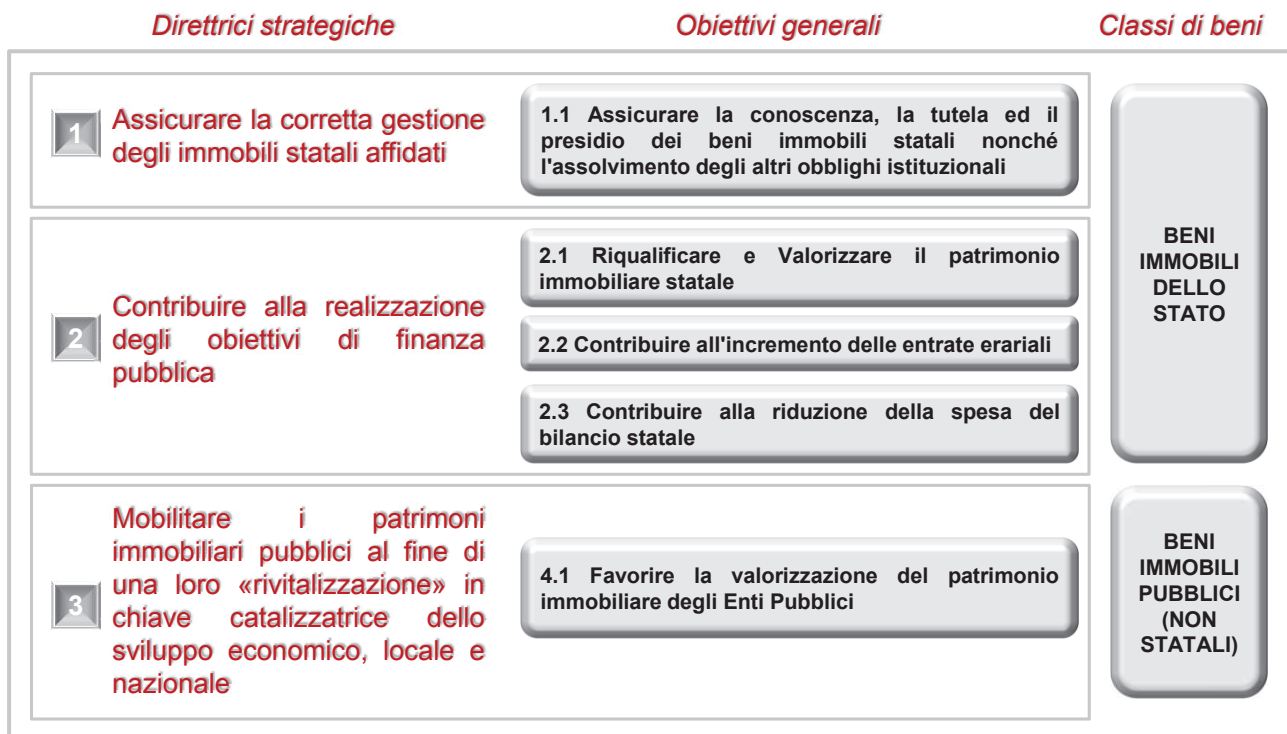 Direttrici strategiche
Obiettivi generali
Classi di beni
1
Assicurare la corretta gestione
degli immobili statali affidati
1.1 Assicurare la conoscenza, la tutela ed il
presidio dei beni immobili statali nonché
l'assolvimento degli altri obblighi istituzionali
2
Contribuire alla realizzazione
degli obiettivi di finanza
pubblica
2.1 Riqualificare e Valorizzare il patrimonio
immobiliare statale
2.2 Contribuire all'incremento delle entrate erariali
2.3 Contribuire alla riduzione della spesa del
bilancio statale
BENI
IMMOBILI
DELLO
STATO
3
Mobilitare i patrimoni
immobiliari pubblici al fine di
una loro «rivitalizzazione» in
chiave catalizzatrice dello
sviluppo economico, locale e
nazionale
4.1 Favorire la valorizzazione del patrimonio
immobiliare degli Enti Pubblici
BENI
IMMOBILI
PUBBLICI
(NON
STATALI)